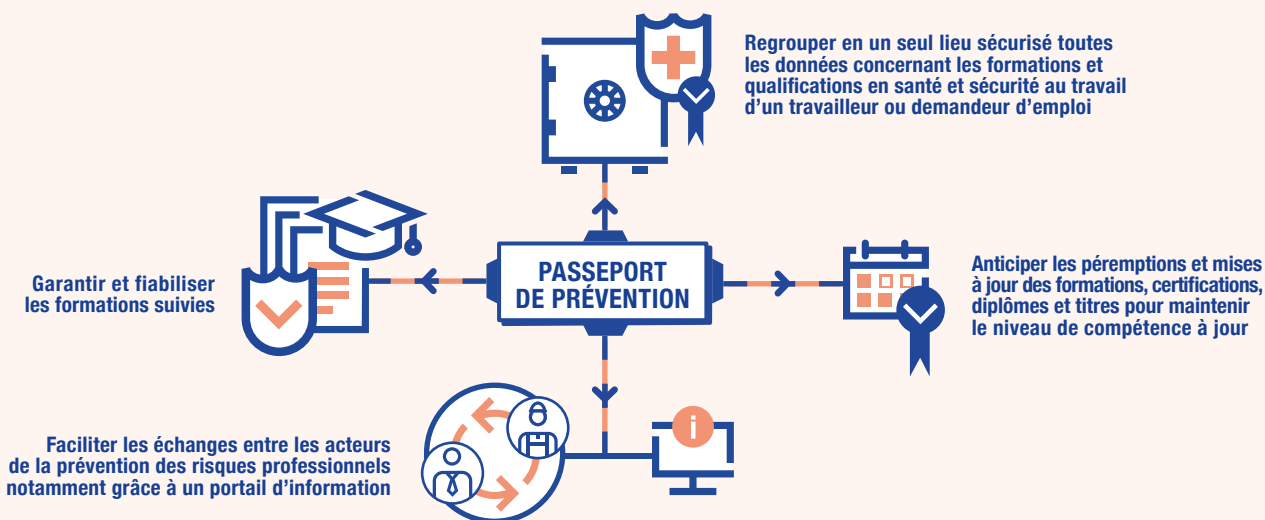 Regrouper en un seul lieu sécurisé toutes
les données concernant les formations et
qualifications en santé et sécurité au travail
d’un travailleur ou demandeur d’emploi
Garantir et fiabiliser
les formations suivies
PASSEPORT
DE PRÉVENTION
Anticiper les péremptions et mises
à jour des formations, certifications,
diplômes et titres pour maintenir
le niveau de compétence à jour
Faciliter les échanges entre les acteurs
de la prévention des risques professionnels
notamment grâce à un portail d’information
i